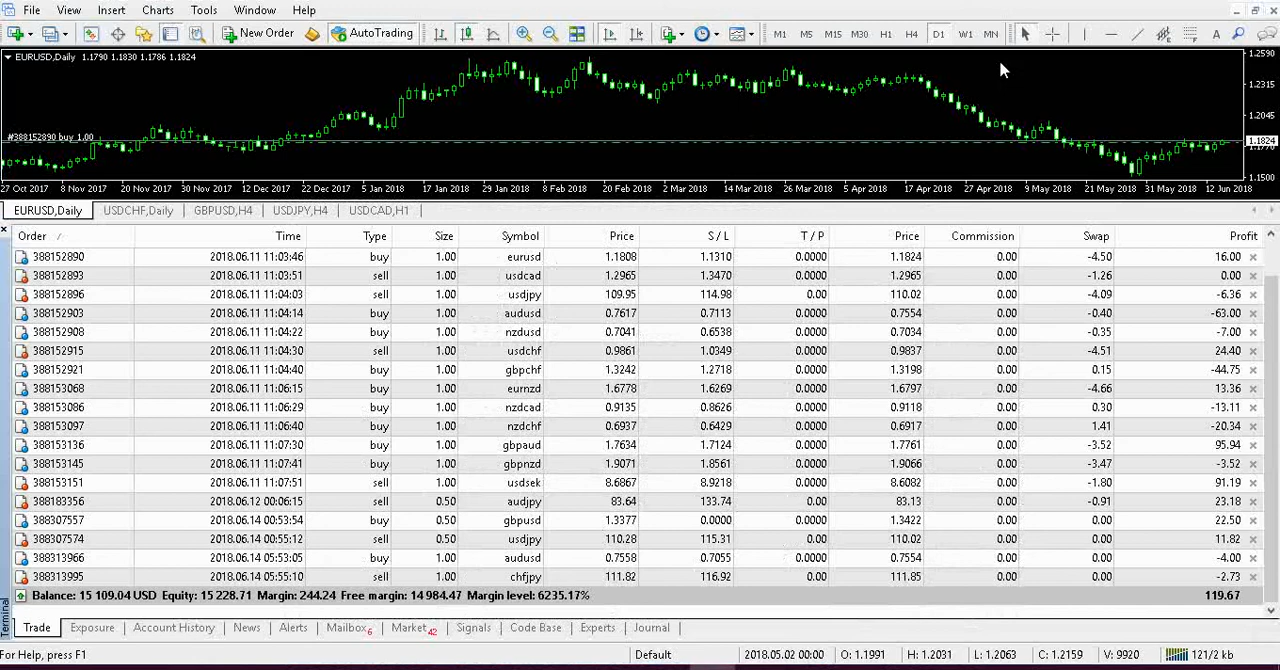 File View Insert Charts Tools Window Help
New Order AutoTrading M1 M5 M15 M30 H1 H4 D1 W1 MN A
EURUSD,Daily 1.1790 1.1830 1.1786 1.1824
1.2590
1.2315
1.2045
#388152890 buy 1.00
1.1824
1.1500
27 Oct 2017 8 Nov 2017 20 Nov 2017 30 Nov 2017 12 Dec 2017 22 Dec 2017 5 Jan 2018 17 Jan 2018 29 Jan 2018 8 Feb 2018 20 Feb 2018 2 Mar 2018 14 Mar 2018 26 Mar 2018 5 Apr 2018 17 Apr 2018 27 Apr 2018 9 May 2018 21 May 2018 31 May 2018 12 Jun 2018
EURUSD,Daily USDCHF,Daily GBPUSD,H4 USDJPY,H4 USDCAD,H1
Order Time Type Size Symbol Price S / L T / P Price Commission Swap Profit
388152890 2018.06.11 11:03:46 buy 1.00 eurusd 1.1808 1.1310 0.0000 1.1824 0.00 -4.50 16.00
388152893 2018.06.11 11:03:51 sell 1.00 usdcad 1.2965 1.3470 0.0000 1.2965 0.00 -1.26 0.00
388152896 2018.06.11 11:04:03 sell 1.00 usdjpy 109.95 114.98 0.00 110.02 0.00 -4.09 -6.36
388152903 2018.06.11 11:04:14 buy 1.00 audusd 0.7617 0.7113 0.0000 0.7554 0.00 -0.40 -63.00
388152908 2018.06.11 11:04:22 buy 1.00 nzdusd 0.7041 0.6538 0.0000 0.7034 0.00 -0.35 -7.00
388152915 2018.06.11 11:04:30 sell 1.00 usdchf 0.9861 1.0349 0.0000 0.9837 0.00 -4.51 24.40
388152921 2018.06.11 11:04:40 buy 1.00 gbpchf 1.3242 1.2718 0.0000 1.3198 0.00 0.15 -44.75
388153068 2018.06.11 11:06:15 buy 1.00 eurnzd 1.6778 1.6269 0.0000 1.6797 0.00 -4.66 13.36
388153086 2018.06.11 11:06:29 buy 1.00 nzdcad 0.9135 0.8626 0.0000 0.9118 0.00 0.30 -13.11
388153097 2018.06.11 11:06:40 buy 1.00 nzdchf 0.6937 0.6429 0.0000 0.6917 0.00 1.41 -20.34
388153136 2018.06.11 11:07:30 buy 1.00 gbpaud 1.7634 1.7124 0.0000 1.7761 0.00 -3.52 95.94
388153145 2018.06.11 11:07:41 buy 1.00 gbpnzd 1.9071 1.8561 0.0000 1.9066 0.00 -3.47 -3.52
388153151 2018.06.11 11:07:51 sell 1.00 usdsek 8.6867 8.9218 0.0000 8.6082 0.00 -1.80 91.19
388183356 2018.06.12 00:06:15 sell 0.50 audjpy 83.64 133.74 0.00 83.13 0.00 -0.91 23.18
388307557 2018.06.14 00:53:54 buy 0.50 gbpusd 1.3377 0.0000 0.0000 1.3422 0.00 0.00 22.50
388307574 2018.06.14 00:55:12 sell 0.50 usdjpy 110.28 115.31 0.00 110.02 0.00 0.00 11.82
388313966 2018.06.14 05:53:05 buy 1.00 audusd 0.7558 0.7055 0.0000 0.7554 0.00 0.00 -4.00
388313995 2018.06.14 05:55:10 sell 1.00 chfjpy 111.82 116.92 0.00 111.85 0.00 0.00 -2.73
Balance: 15 109.04 USD Equity: 15 228.71 Margin: 244.24 Free margin: 14 984.47 Margin level: 6235.17% 119.67
Terminal
Trade Exposure Account History News Alerts Mailbox 6 Market 42 Signals Code Base Experts Journal
For Help, press F1 Default 2018.05.02 00:00 O: 1.1991 H: 1.2031 L: 1.2063 C: 1.2159 V: 9920 121/2 kb